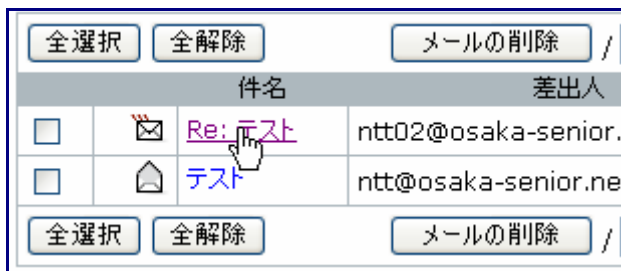 全選択 全解除 メールの削除 /
件名 差出人
Re: テスト ntt02@osaka-senior.
テスト ntt@osaka-senior.ne
全選択 全解除 メールの削除 /